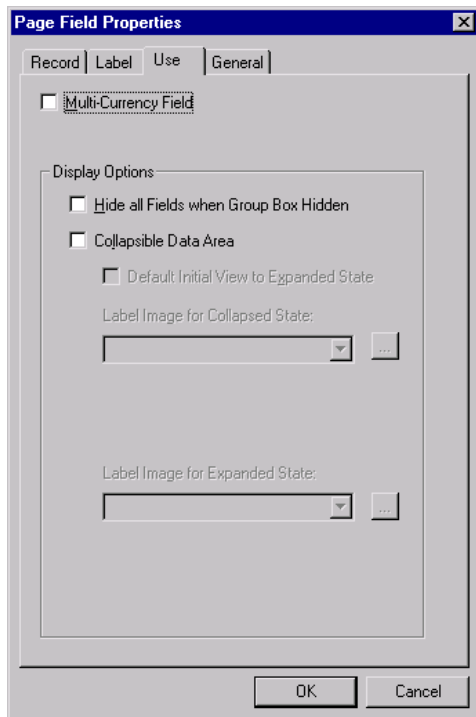 Page Field Properties
Record Label Use General
Multi-Currency Field
Display Options
Hide all Fields when Group Box Hidden
Collapsible Data Area
Default Initial View to Expanded State
Label Image for Collapsed State:
...
Label Image for Expanded State:
...
OK Cancel